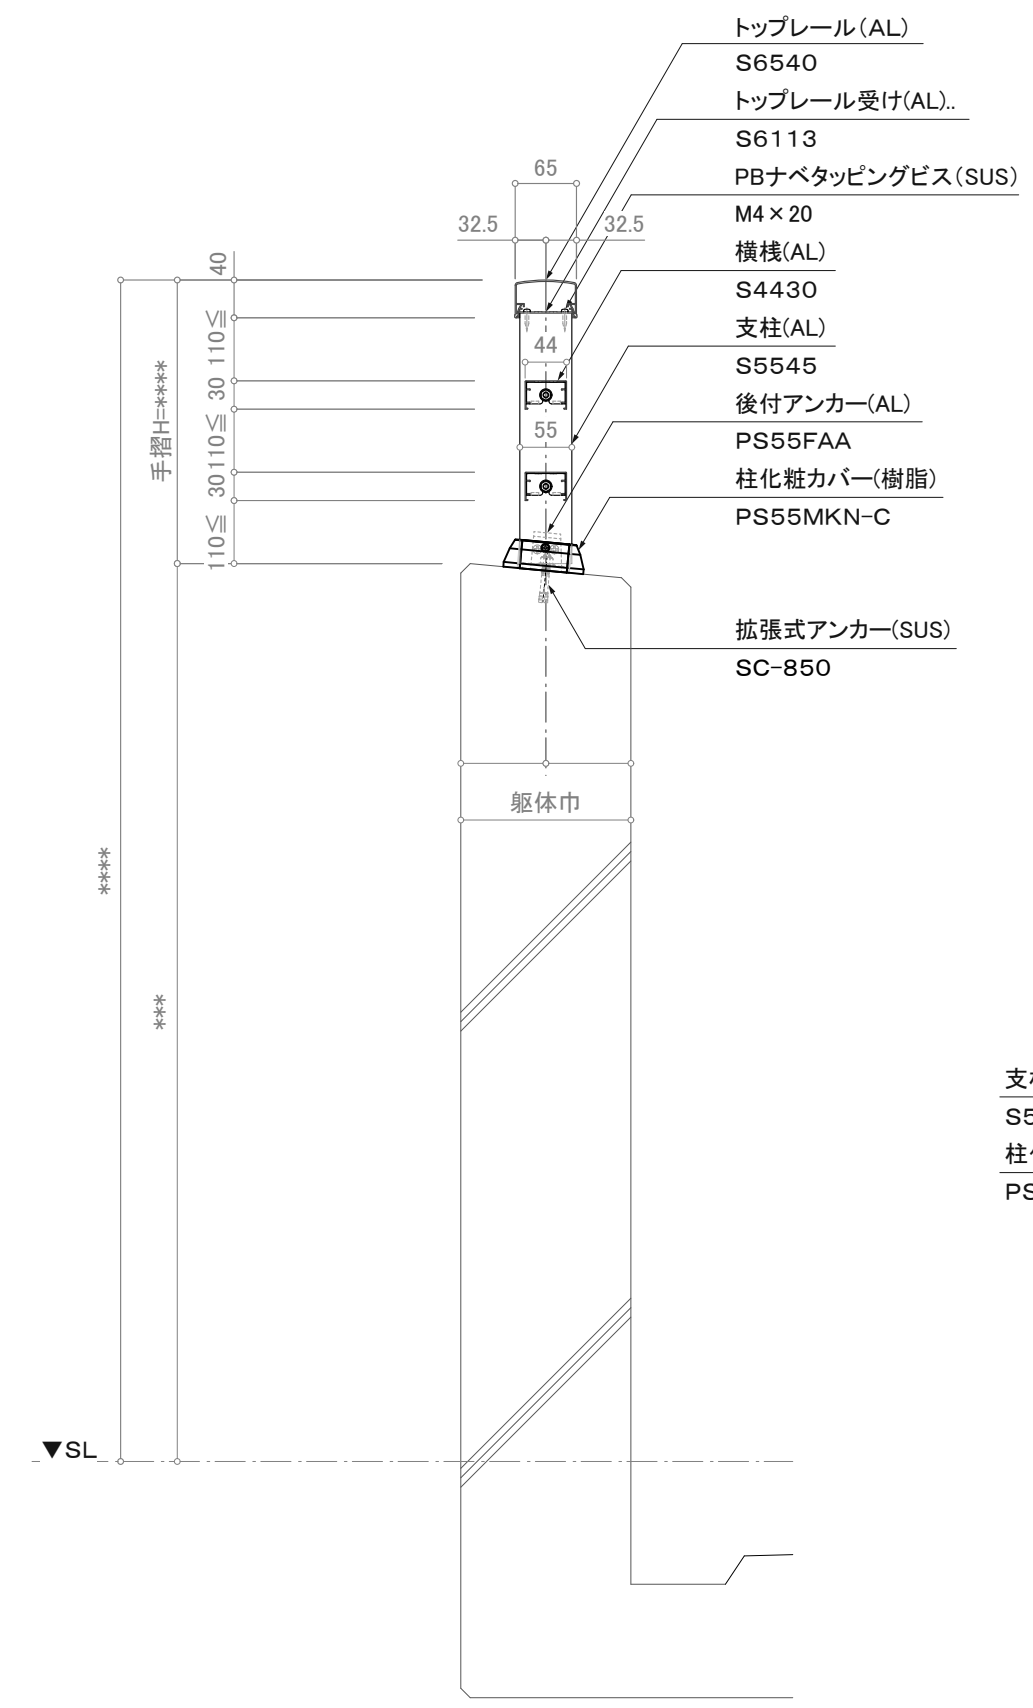 トップレール(AL)
S6540
トップレール受け(AL)..
S6113
PBナベタッピングビス(SUS)
M4×20
横桟(AL)
S4430
支柱(AL)
S5545
後付アンカー(AL)
PS55FAA
柱化粧カバー(樹脂)
PS55MKN-C
拡張式アンカー(SUS)
SC-850
65
32.5
32.5
44
55
40
110≦
30
110≦
30
110≦
手摺H=****
****
***
躯体巾
▼SL
S5
PS